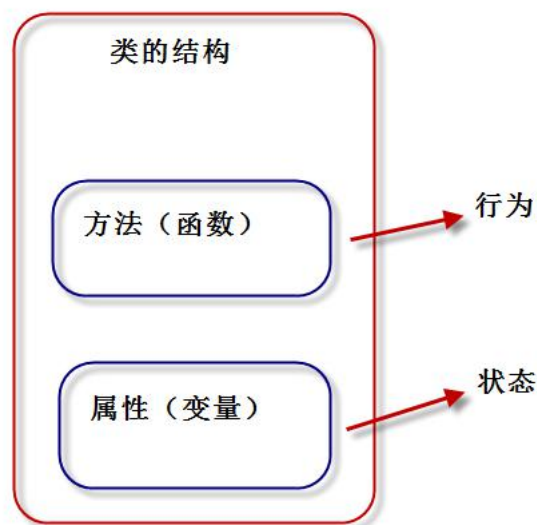 类的结构
方法（函数）
行为
属性（变量）
状态